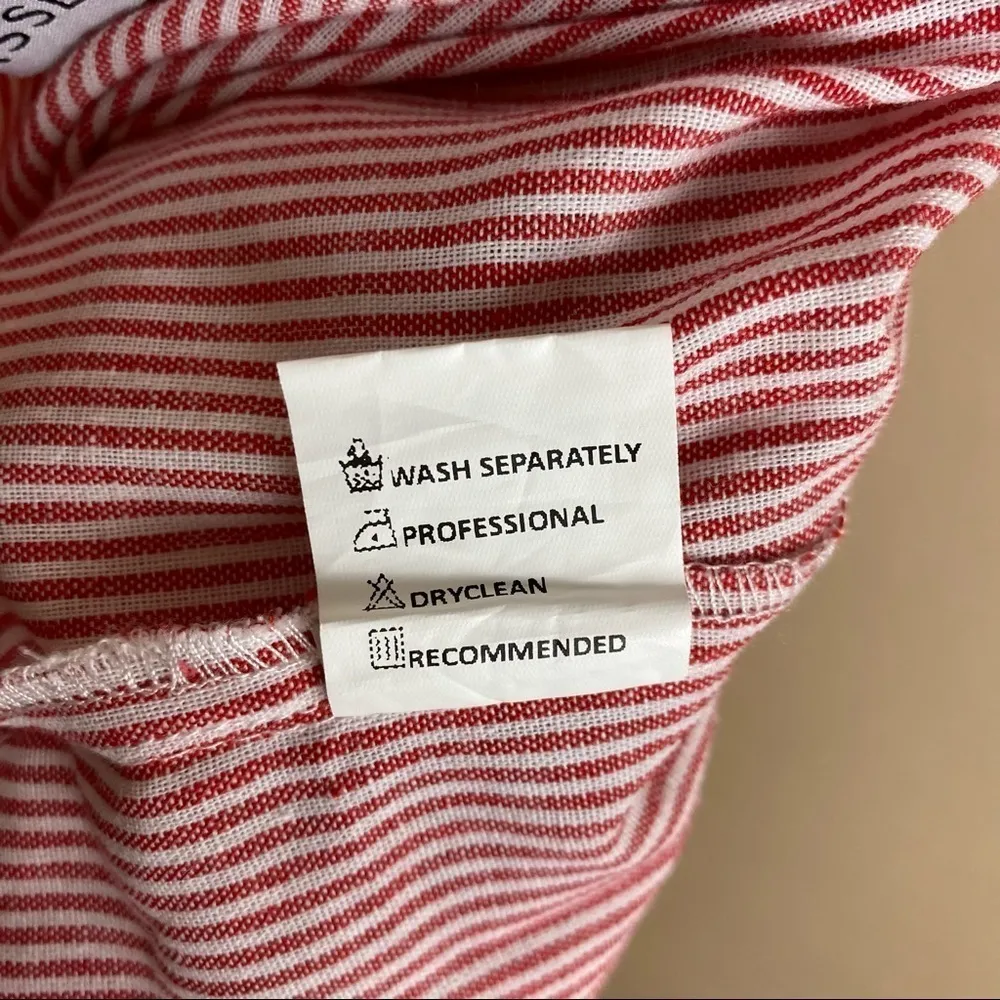 WASH SEPARATELY
PROFESSIONAL
DRYCLEAN
RECOMMENDED